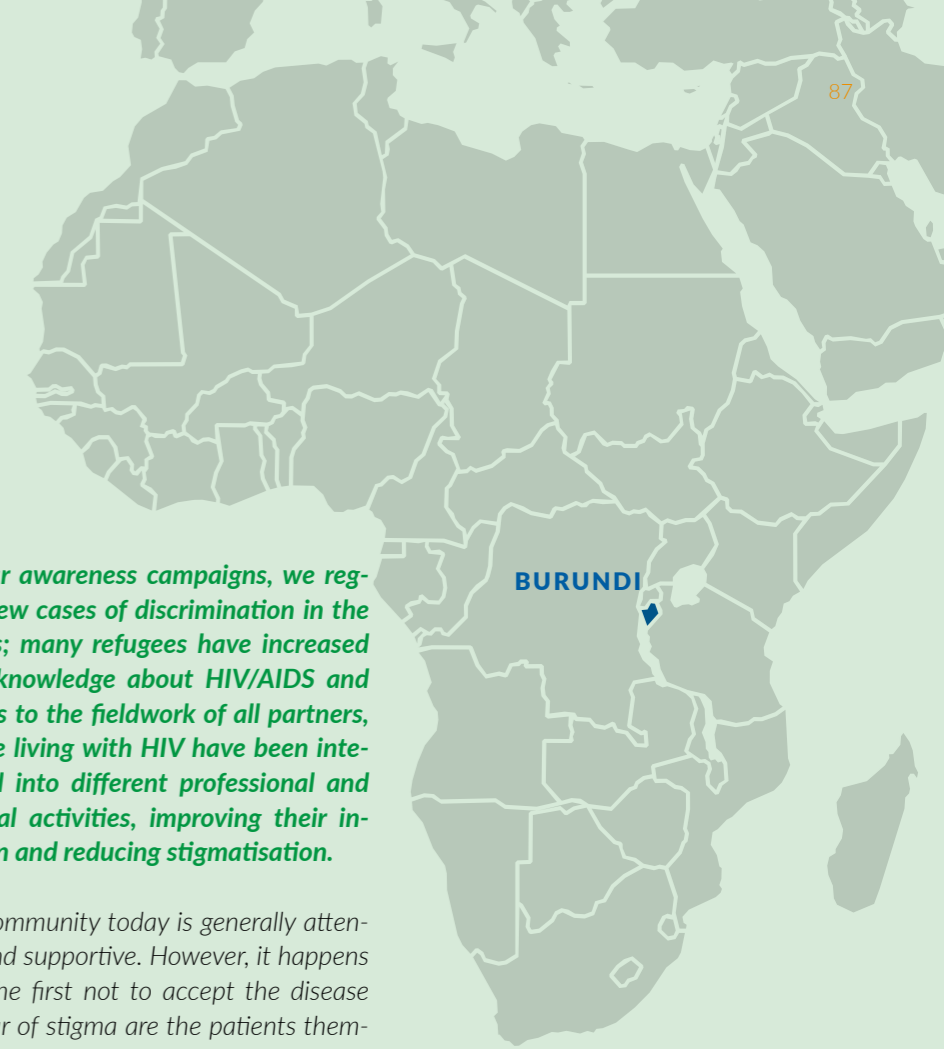 87
r awareness campaigns, we reg-
ew cases of discrimination in the
s; many refugees have increased
knowledge about HIV/AIDS and
s to the fieldwork of all partners,
e living with HIV have been inte-
d into different professional and
al activities, improving their in-
n and reducing stigmatisation.
ommunity today is generally atten-
nd supportive. However, it happens
he first not to accept the disease
r of stigma are the patients them-
BURUNDI